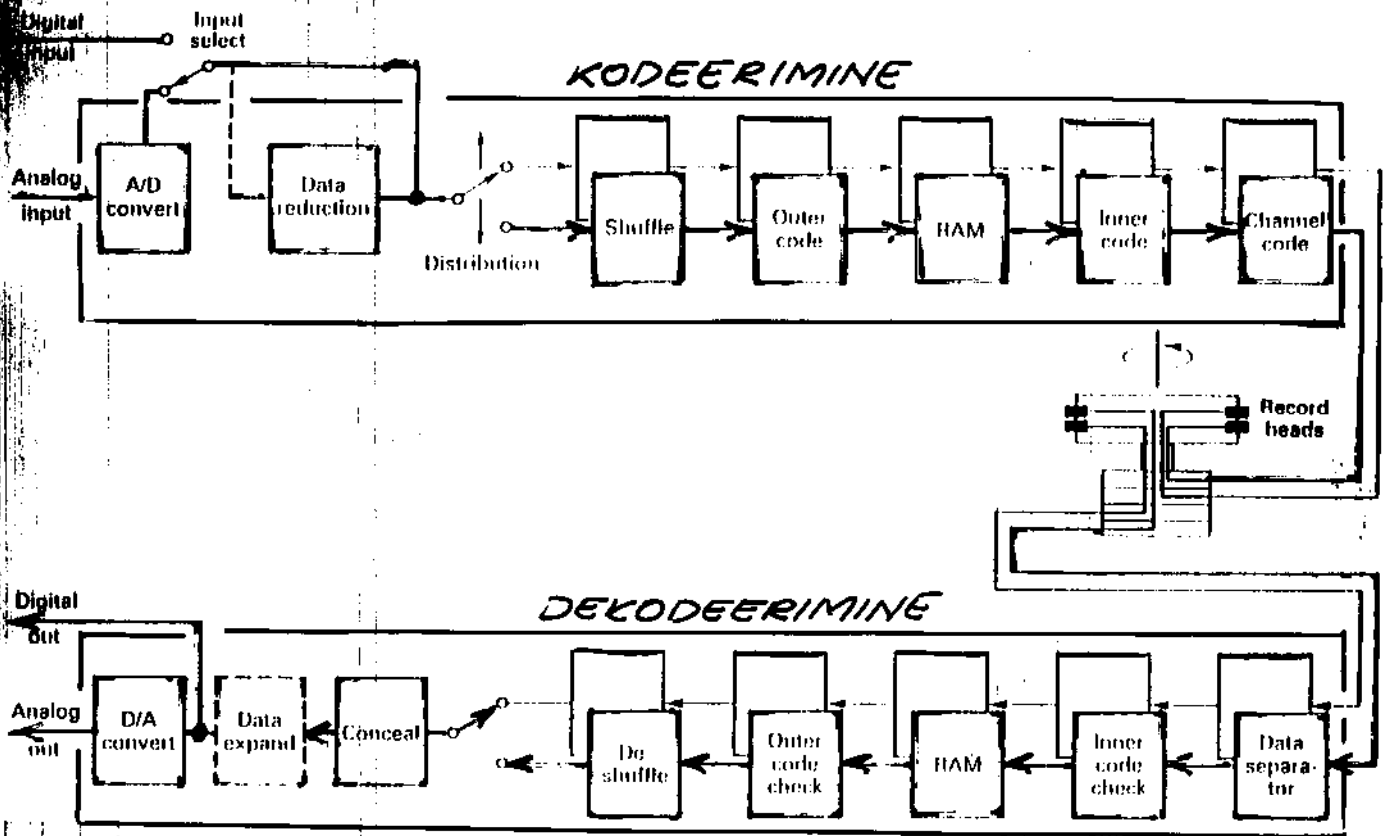 Digital
input
Input
select
KODEERIMINE
Analog
input
A/D
convert
Data
reduction
Distribution
Shuffle
Outer
code
RAM
Inner
code
Channel
code
Record
heads
DEKODEERIMINE
Digital
out
Analog
out
D/A
convert
Data
expand
Conceal
De
shuffle
Outer
code
check
RAM
Inner
code
check
Data
separa-
tor